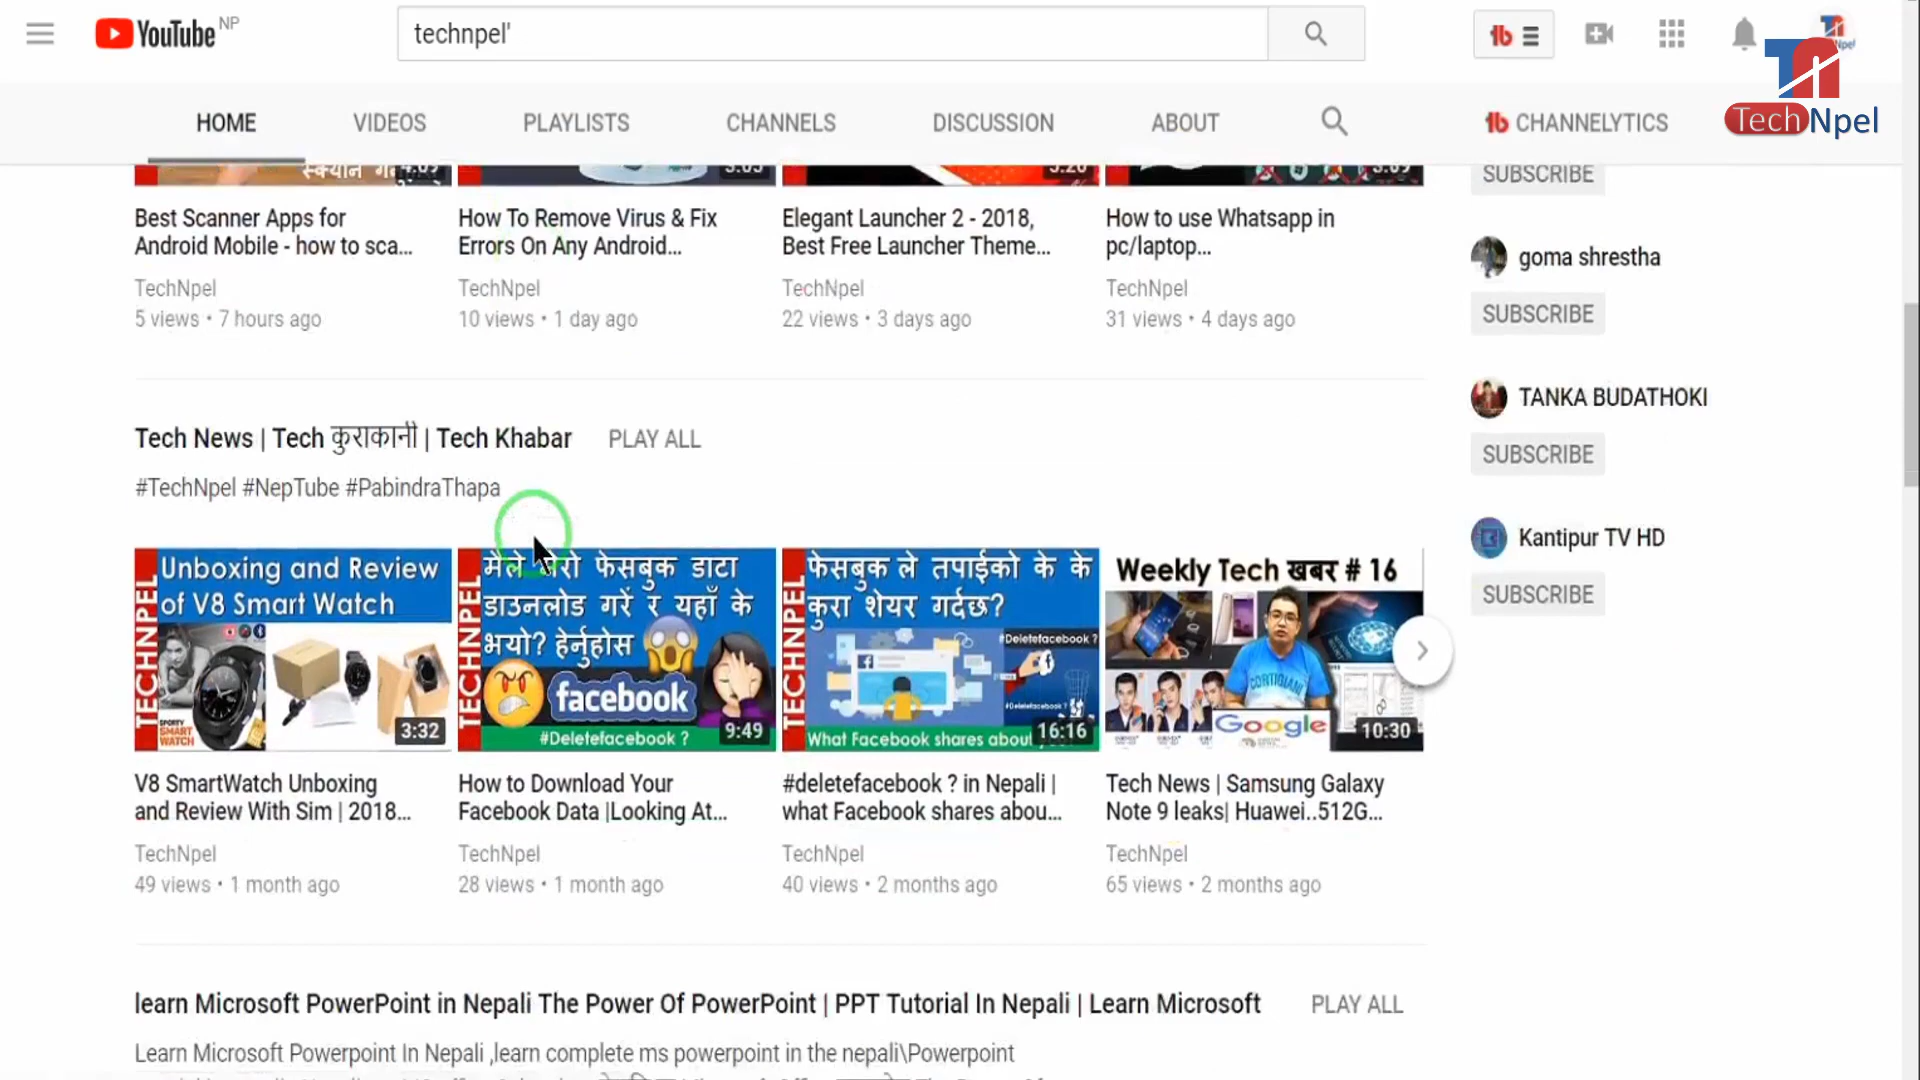 YouTube NP
technpel'
HOME VIDEOS PLAYLISTS CHANNELS DISCUSSION ABOUT CHANNELYTICS
TechNpel
Best Scanner Apps for
Android Mobile - how to sca...
TechNpel
5 views • 7 hours ago
How To Remove Virus & Fix
Errors On Any Android...
TechNpel
10 views • 1 day ago
Elegant Launcher 2 - 2018,
Best Free Launcher Theme...
TechNpel
22 views • 3 days ago
How to use Whatsapp in
pc/laptop...
TechNpel
31 views • 4 days ago
SUBSCRIBE
goma shrestha
SUBSCRIBE
TANKA BUDATHOKI
SUBSCRIBE
Kantipur TV HD
SUBSCRIBE
Tech News | Tech कुराकानी | Tech Khabar PLAY ALL
#TechNpel #NepTube #PabindraThapa
TECHNPEL
Unboxing and Review
of V8 Smart Watch
SPORTY
SMART
WATCH
3:32
V8 SmartWatch Unboxing
and Review With Sim | 2018...
TechNpel
49 views • 1 month ago
TECHNPEL
मैले मेरो फेसबुक डाटा
डाउनलोड गरें र यहाँ के
भयो? हेर्नुहोस
facebook
#Deletefacebook ?
9:49
How to Download Your
Facebook Data |Looking At...
TechNpel
28 views • 1 month ago
TECHNPEL
फेसबुक ले तपाईको के के
कुरा शेयर गर्दछ?
#Deletefacebook ?
#Deletefacebook ?
What Facebook shares about
16:16
#deletefacebook ? in Nepali |
what Facebook shares abou...
TechNpel
40 views • 2 months ago
Weekly Tech खबर # 16
CORTIGIANI
Google
10:30
Tech News | Samsung Galaxy
Note 9 leaks| Huawei..512G...
TechNpel
65 views • 2 months ago
learn Microsoft PowerPoint in Nepali The Power Of PowerPoint | PPT Tutorial In Nepali | Learn Microsoft PLAY ALL
Learn Microsoft Powerpoint In Nepali ,learn complete ms powerpoint in the nepali\Powerpoint